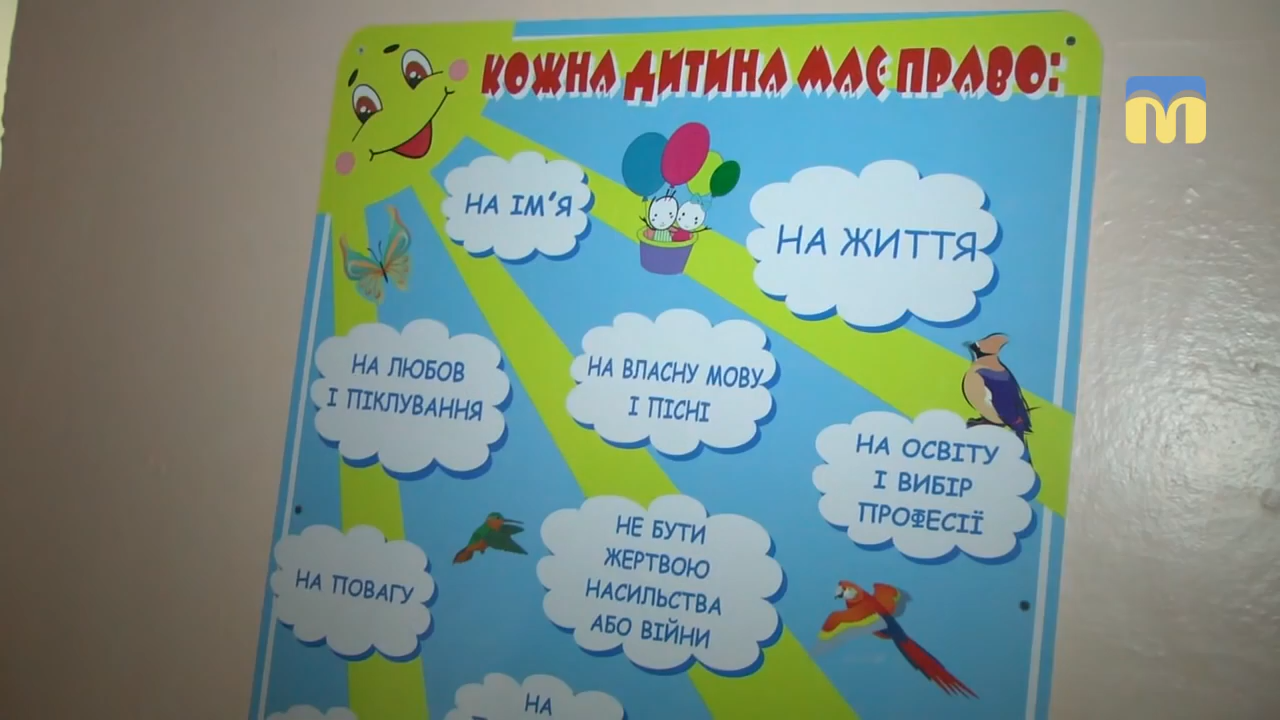 КОЖНА ДИТИНА МАЄ ПРАВО:
НА ІМ'Я
НА ЖИТТЯ
НА ЛЮБОВ
І ПІКЛУВАННЯ
НА ВЛАСНУ МОВУ
І ПІСНІ
НА ОСВІТУ
І ВИБІР
ПРОФЕСІЇ
НА ПОВАГУ
НЕ БУТИ
ЖЕРТВОЮ
НАСИЛЬСТВА
АБО ВІЙНИ
НА